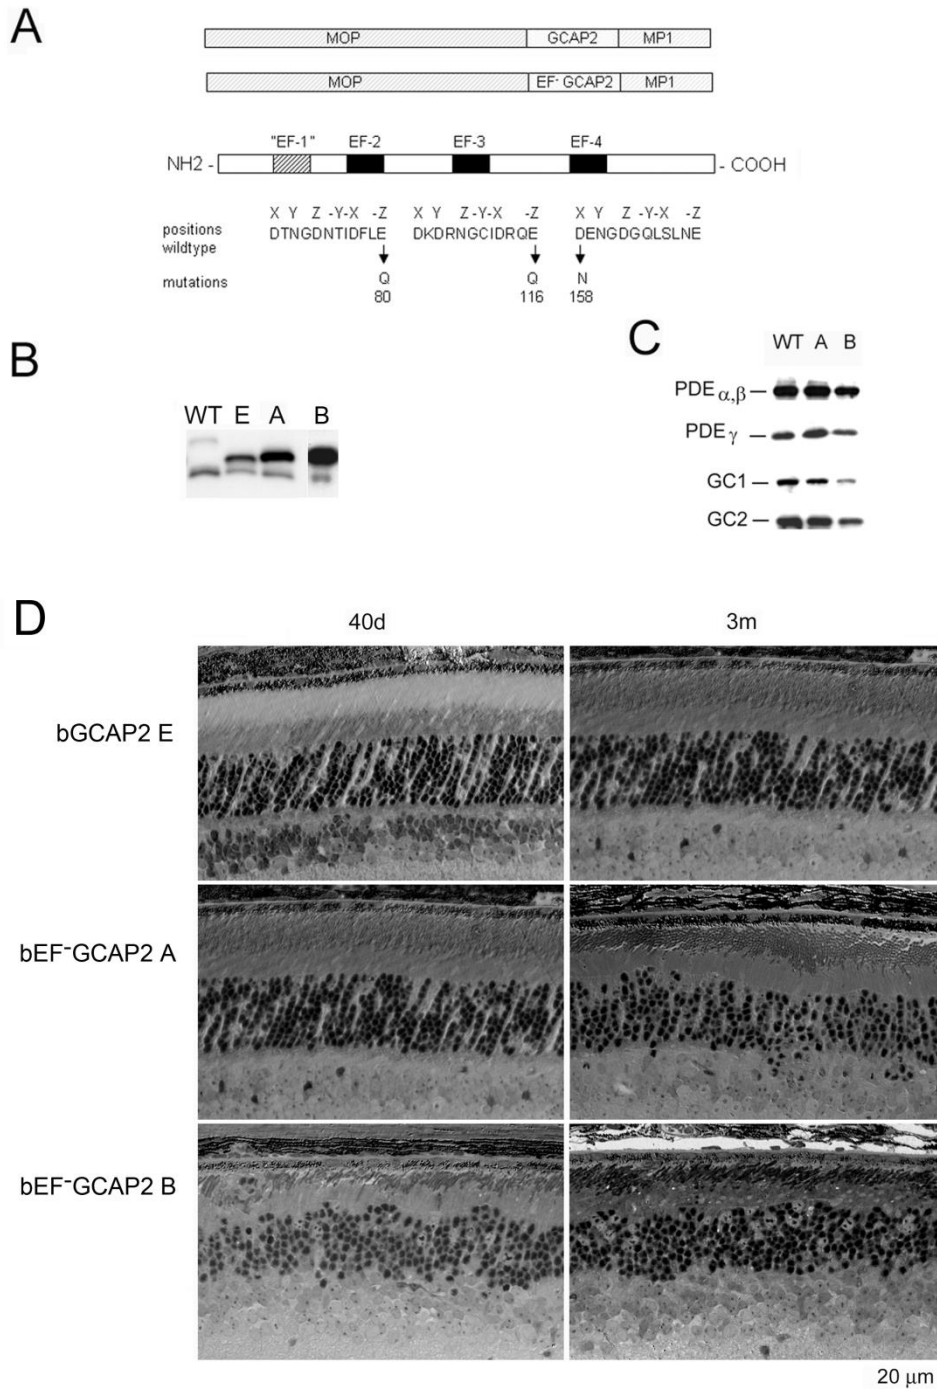 A
MOP GCAP2 MP1
MOP EF- GCAP2 MP1
"EF-1" EF-2 EF-3 EF-4
NH2 - - COOH
X Y Z -Y-X -Z X Y Z -Y-X -Z X Y Z -Y-X -Z
positions
wildtype DTNGDNTIDFLE DKDRNGCIDRQE DENGDGQLSLNE
mutations Q Q N
80 116 158
B
WT E A B
C
WT A B
PDE α,β
PDE γ
GC1
GC2
D
40d 3m
bGCAP2 E
bEF-GCAP2 A
bEF-GCAP2 B
20 µm